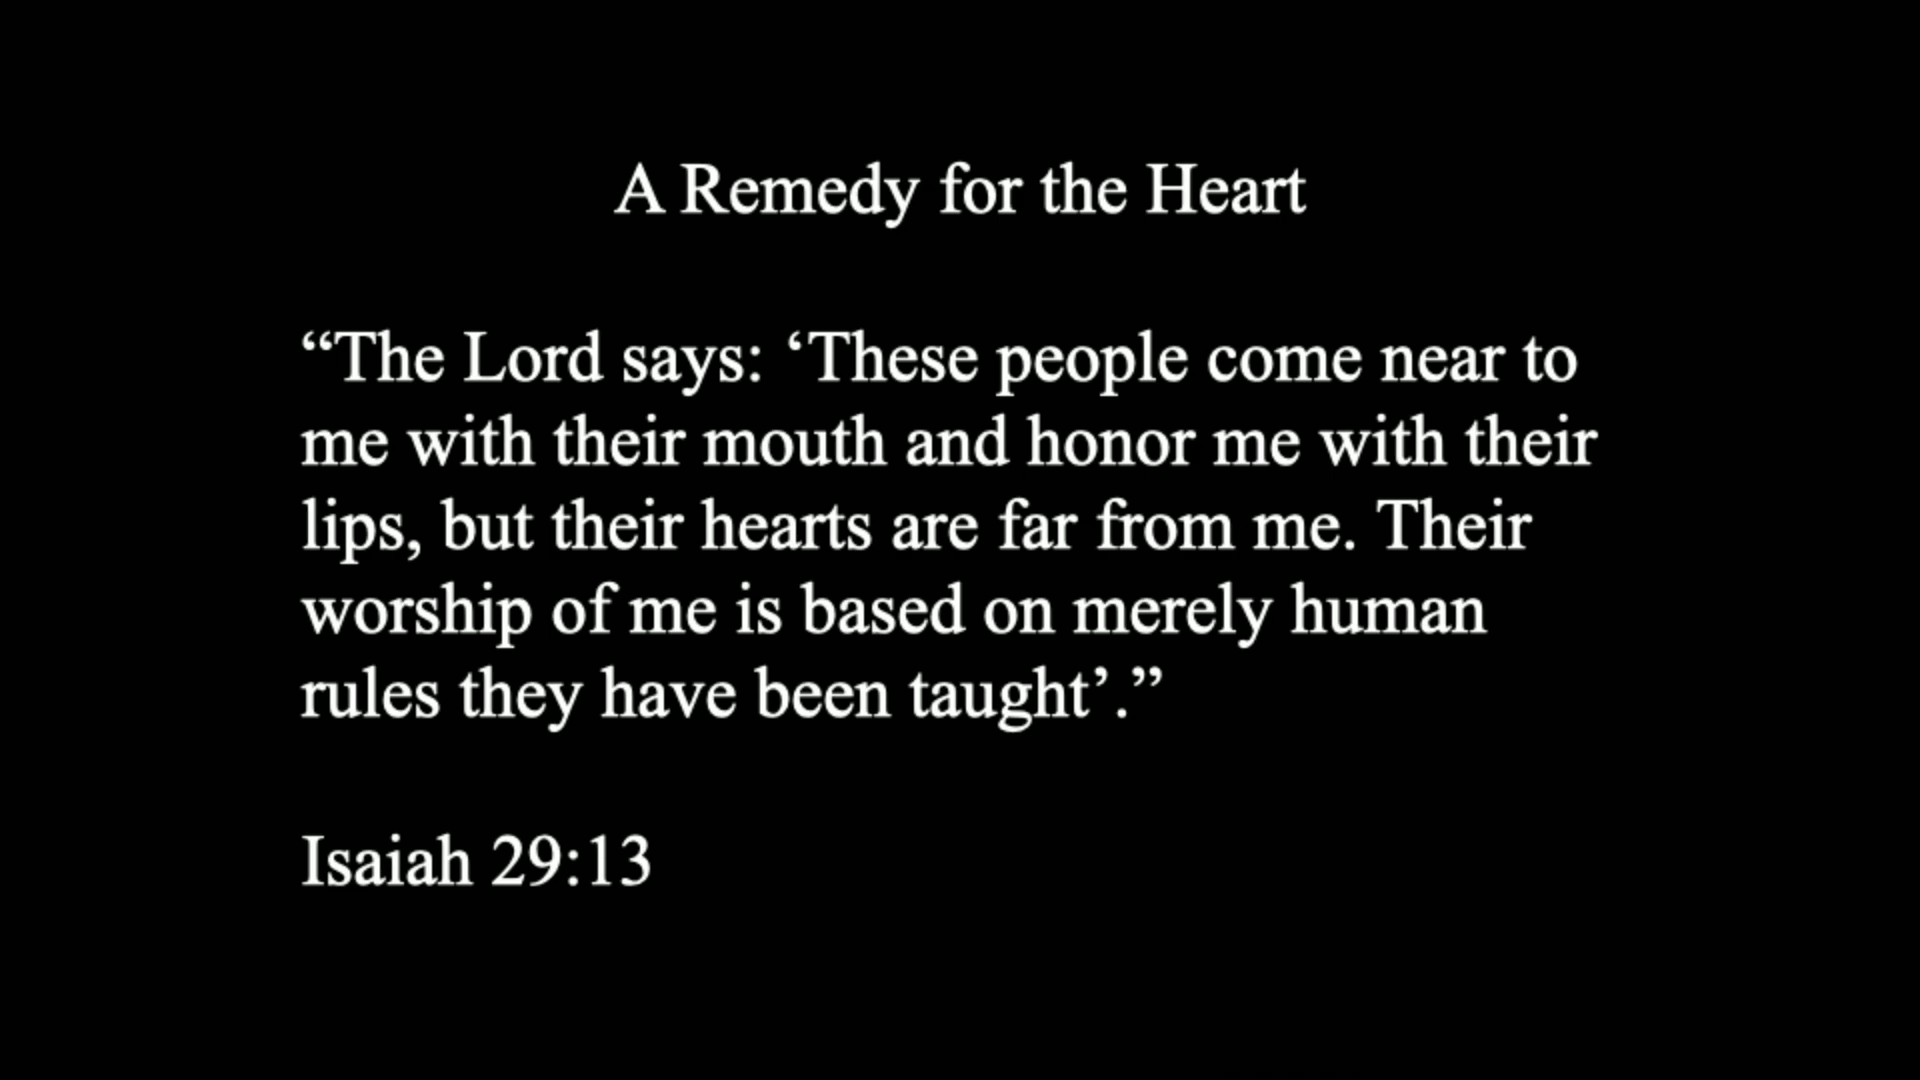 A Remedy for the Heart
“The Lord says: ‘These people come near to
me with their mouth and honor me with their
lips, but their hearts are far from me. Their
worship of me is based on merely human
rules they have been taught’.”
Isaiah 29:13